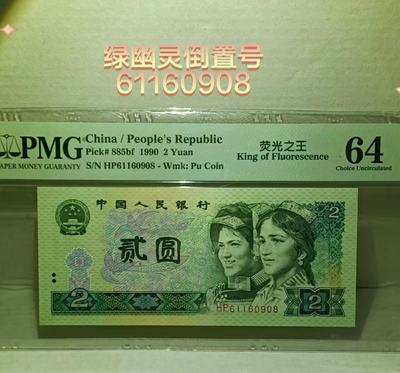 绿幽灵倒置号
61160908
PMG
PAPER MONEY GUARANTY
China / People's Republic
Pick# 885bf 1990 2 Yuan
S/N HP61160908 - Wmk: Pu Coin
荧光之王
King of Fluorescence
64
Choice Uncirculated
中国人民银行
2
贰圆
2
2
HP61160908